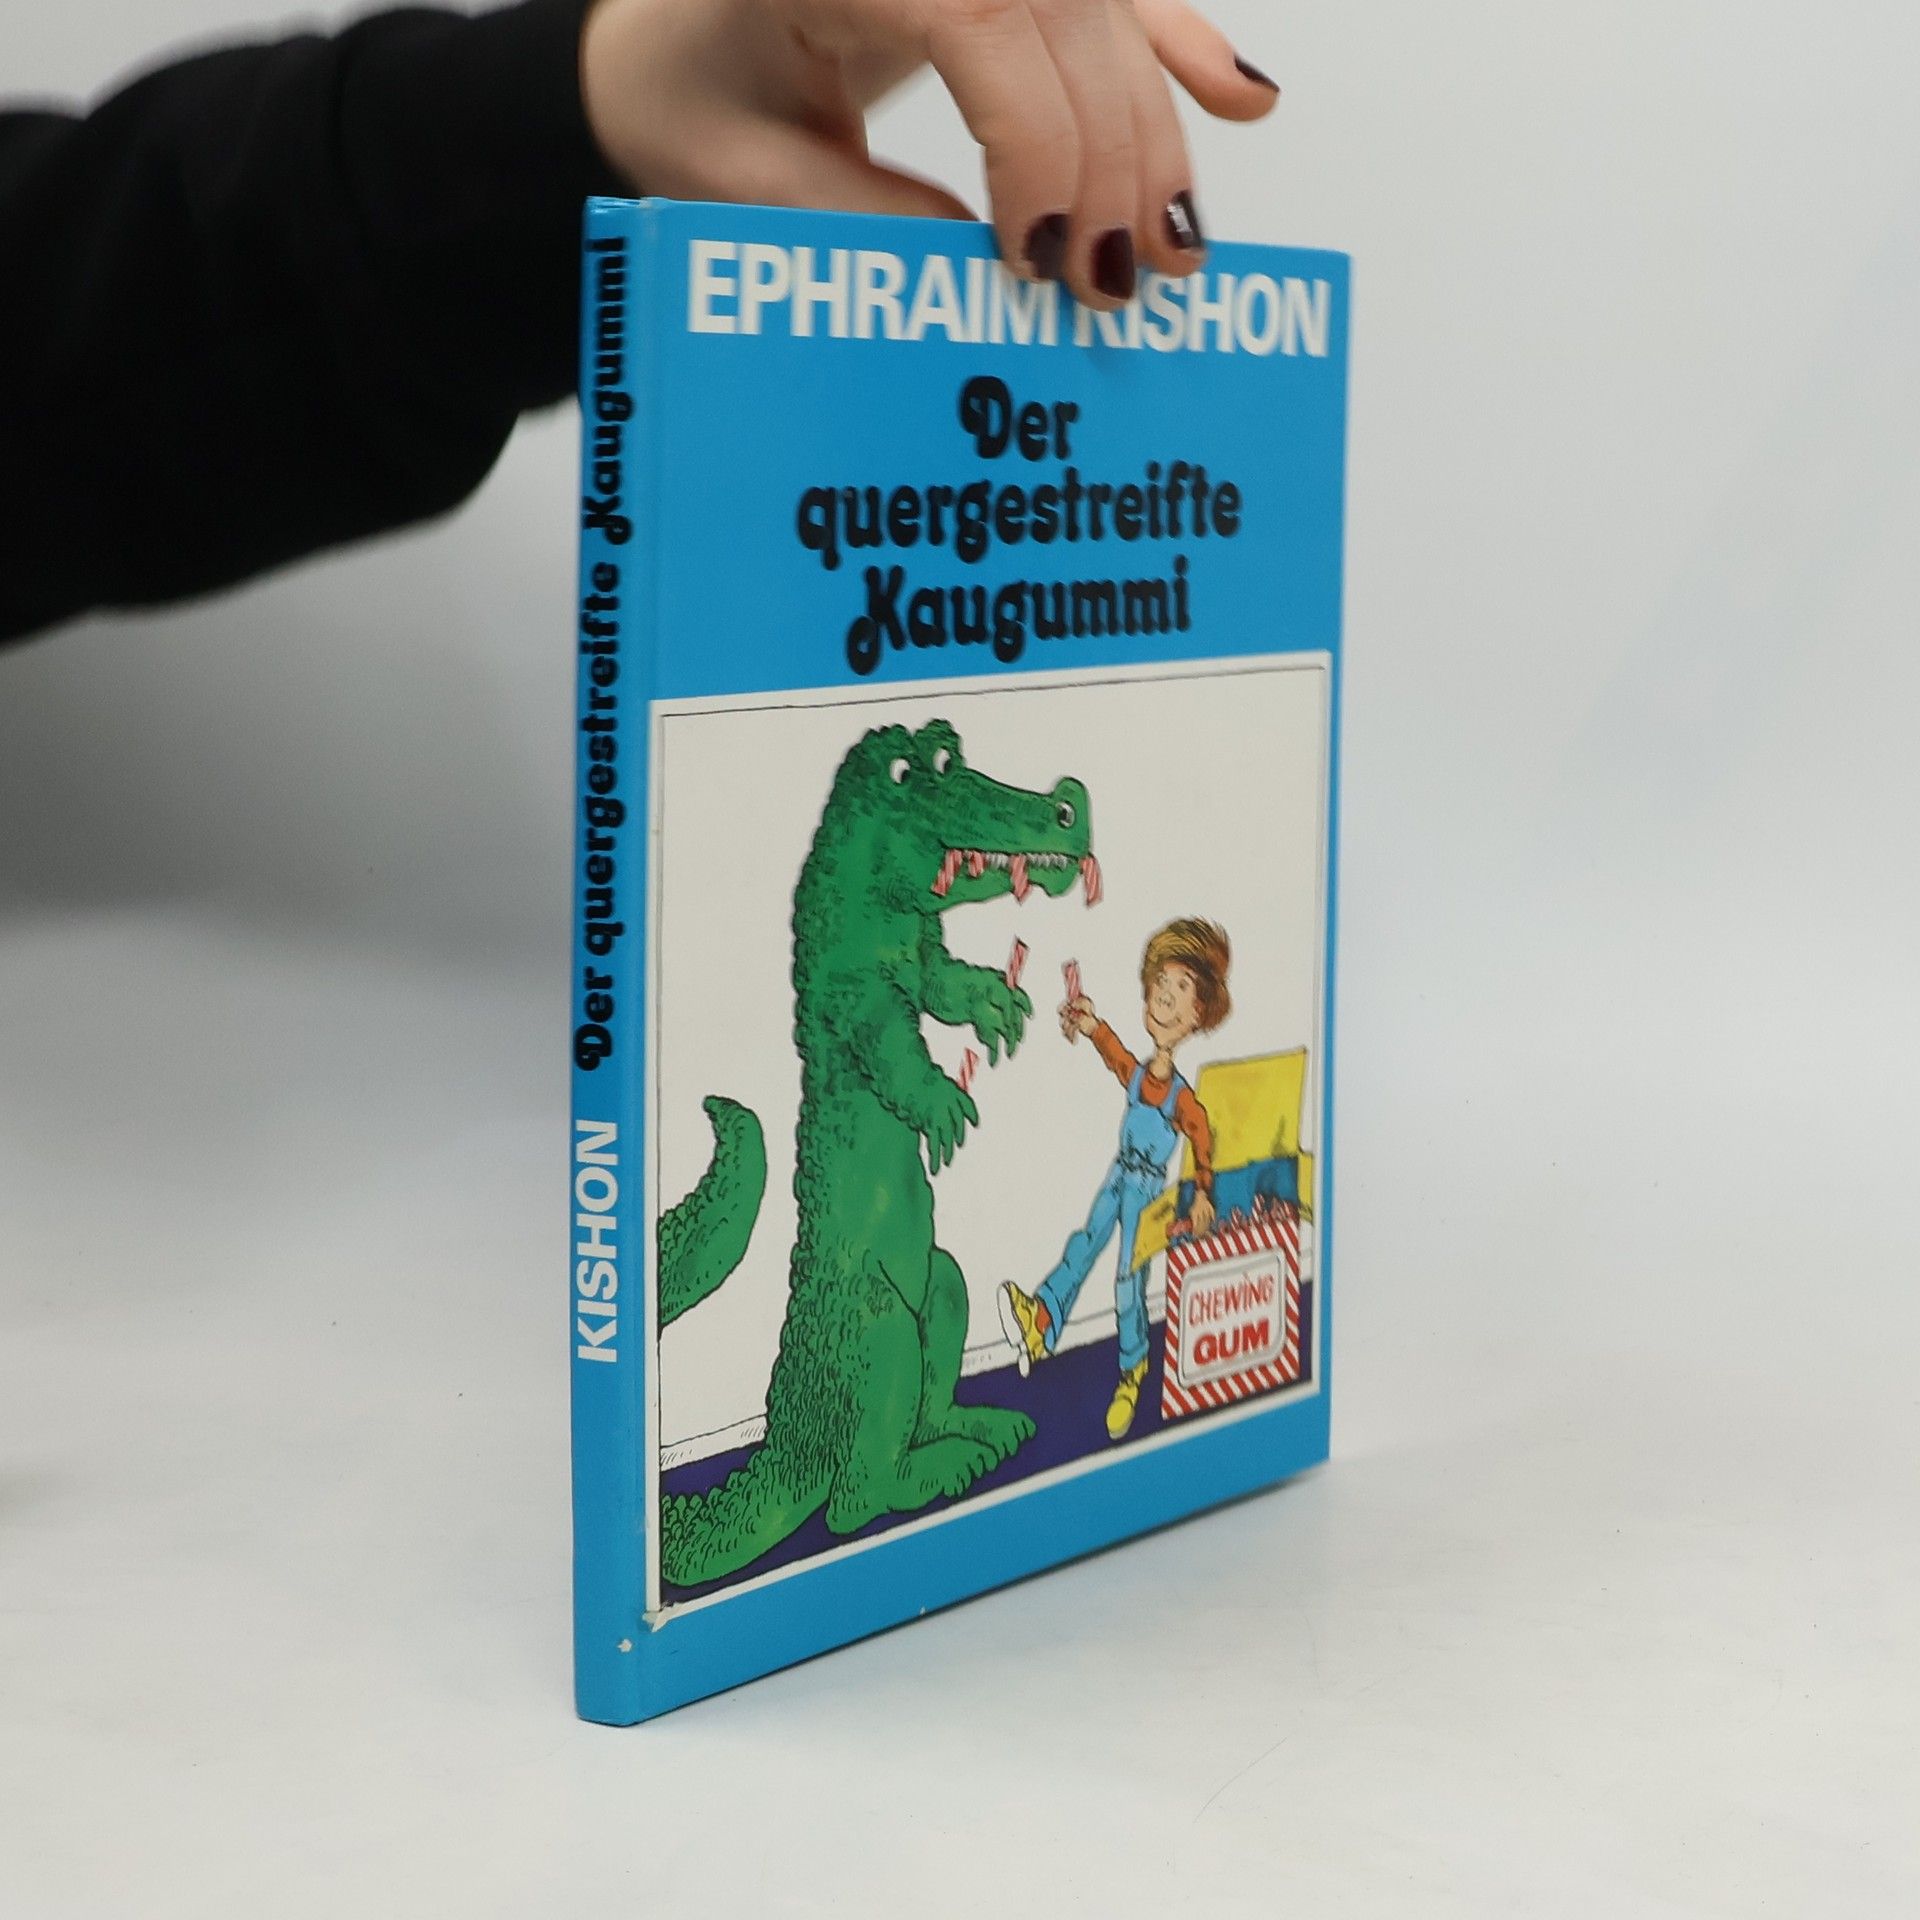 EPHRAIM KISHON
Der
quergestreifte
Kaugummi
CHEWING
GUM
KISHON Der quergestreifte Kaugummi